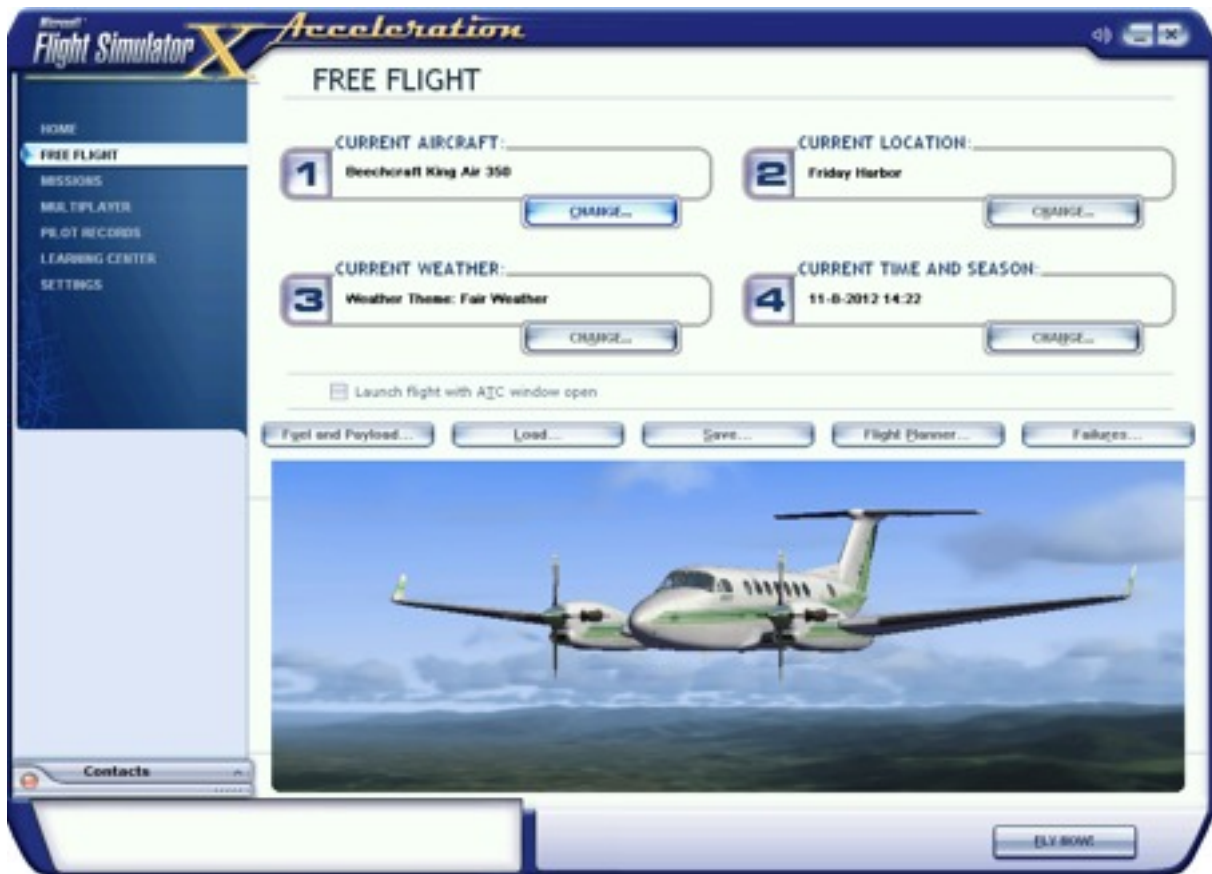 Microsoft
Flight Simulator X Acceleration
FREE FLIGHT
HOME
FREE FLIGHT
MISSIONS
MULTIPLAYER
PILOT RECORDS
LEARNING CENTER
SETTINGS
CURRENT AIRCRAFT:
1 Beechcraft King Air 350
CHANGE...
CURRENT LOCATION:
2 Friday Harbor
CHANGE...
CURRENT WEATHER:
3 Weather Theme: Fair Weather
CHANGE...
CURRENT TIME AND SEASON:
4 11-8-2012 14:22
CHANGE...
Launch flight with ATC window open
Fuel and Payload... Load... Save... Flight Planner... Failures...
Contacts
FLY NOW!